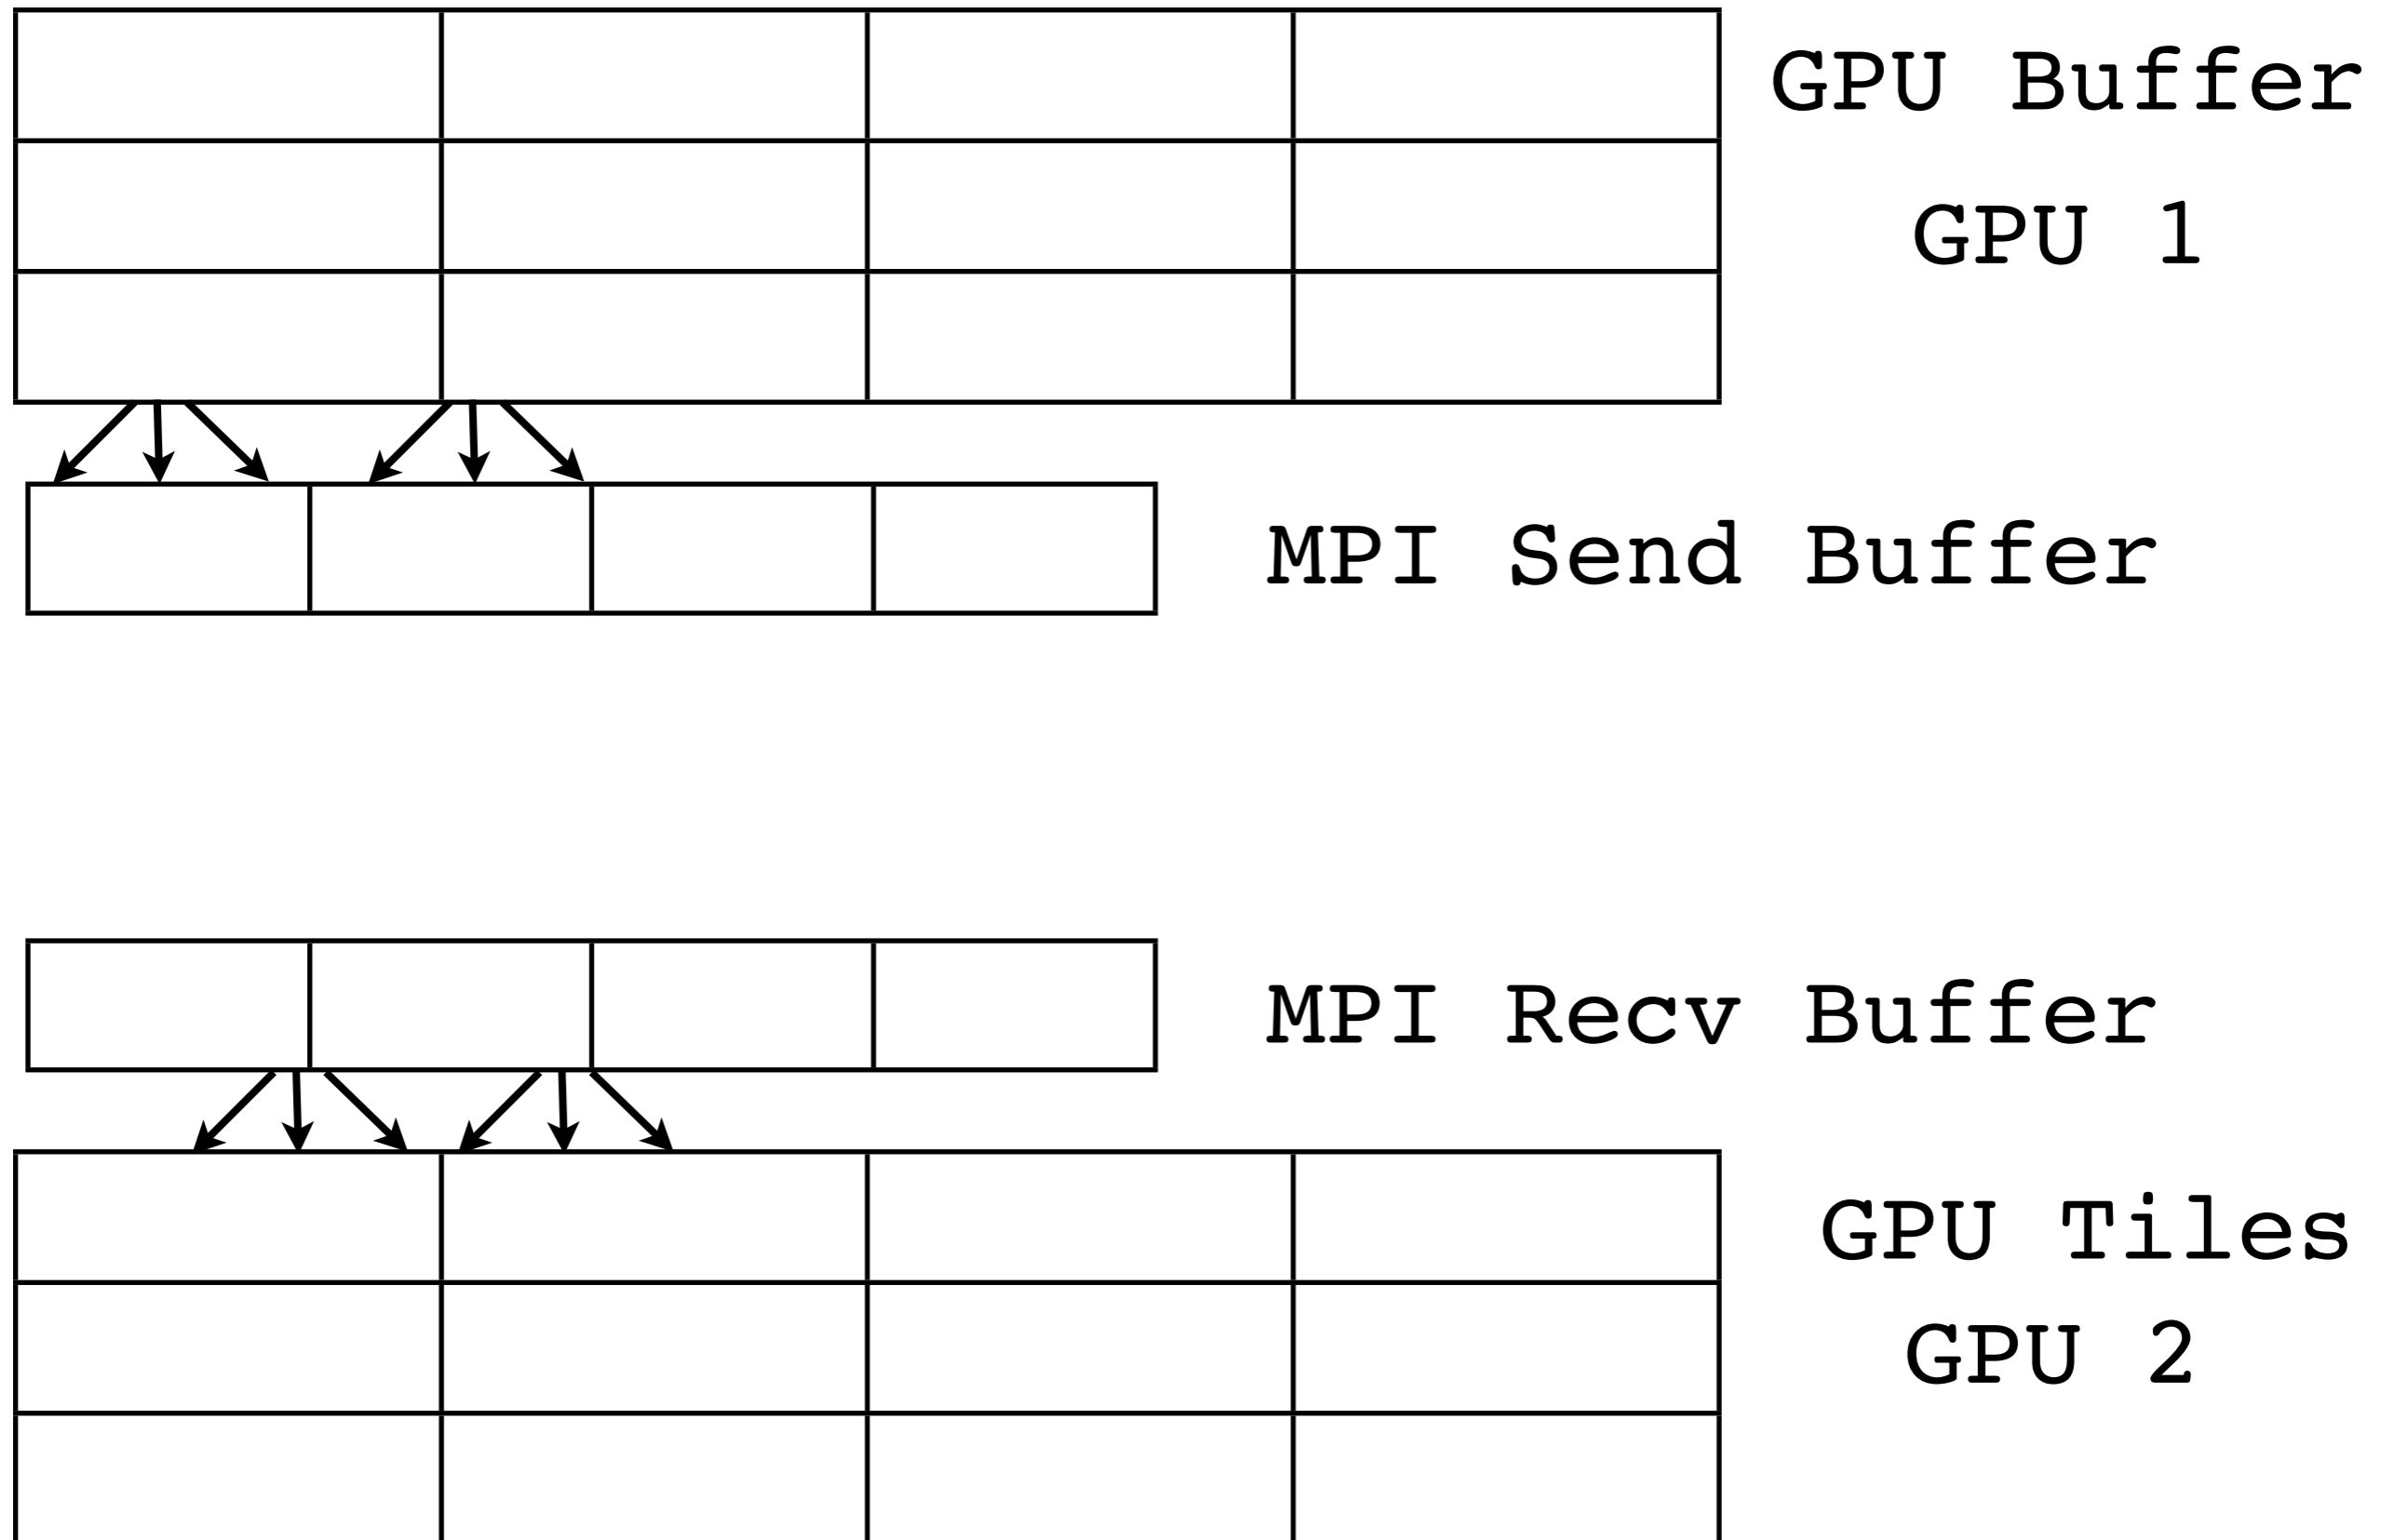 GPU Buffer
GPU 1
MPI Send Buffer
MPI Recv Buffer
GPU Tiles
GPU 2